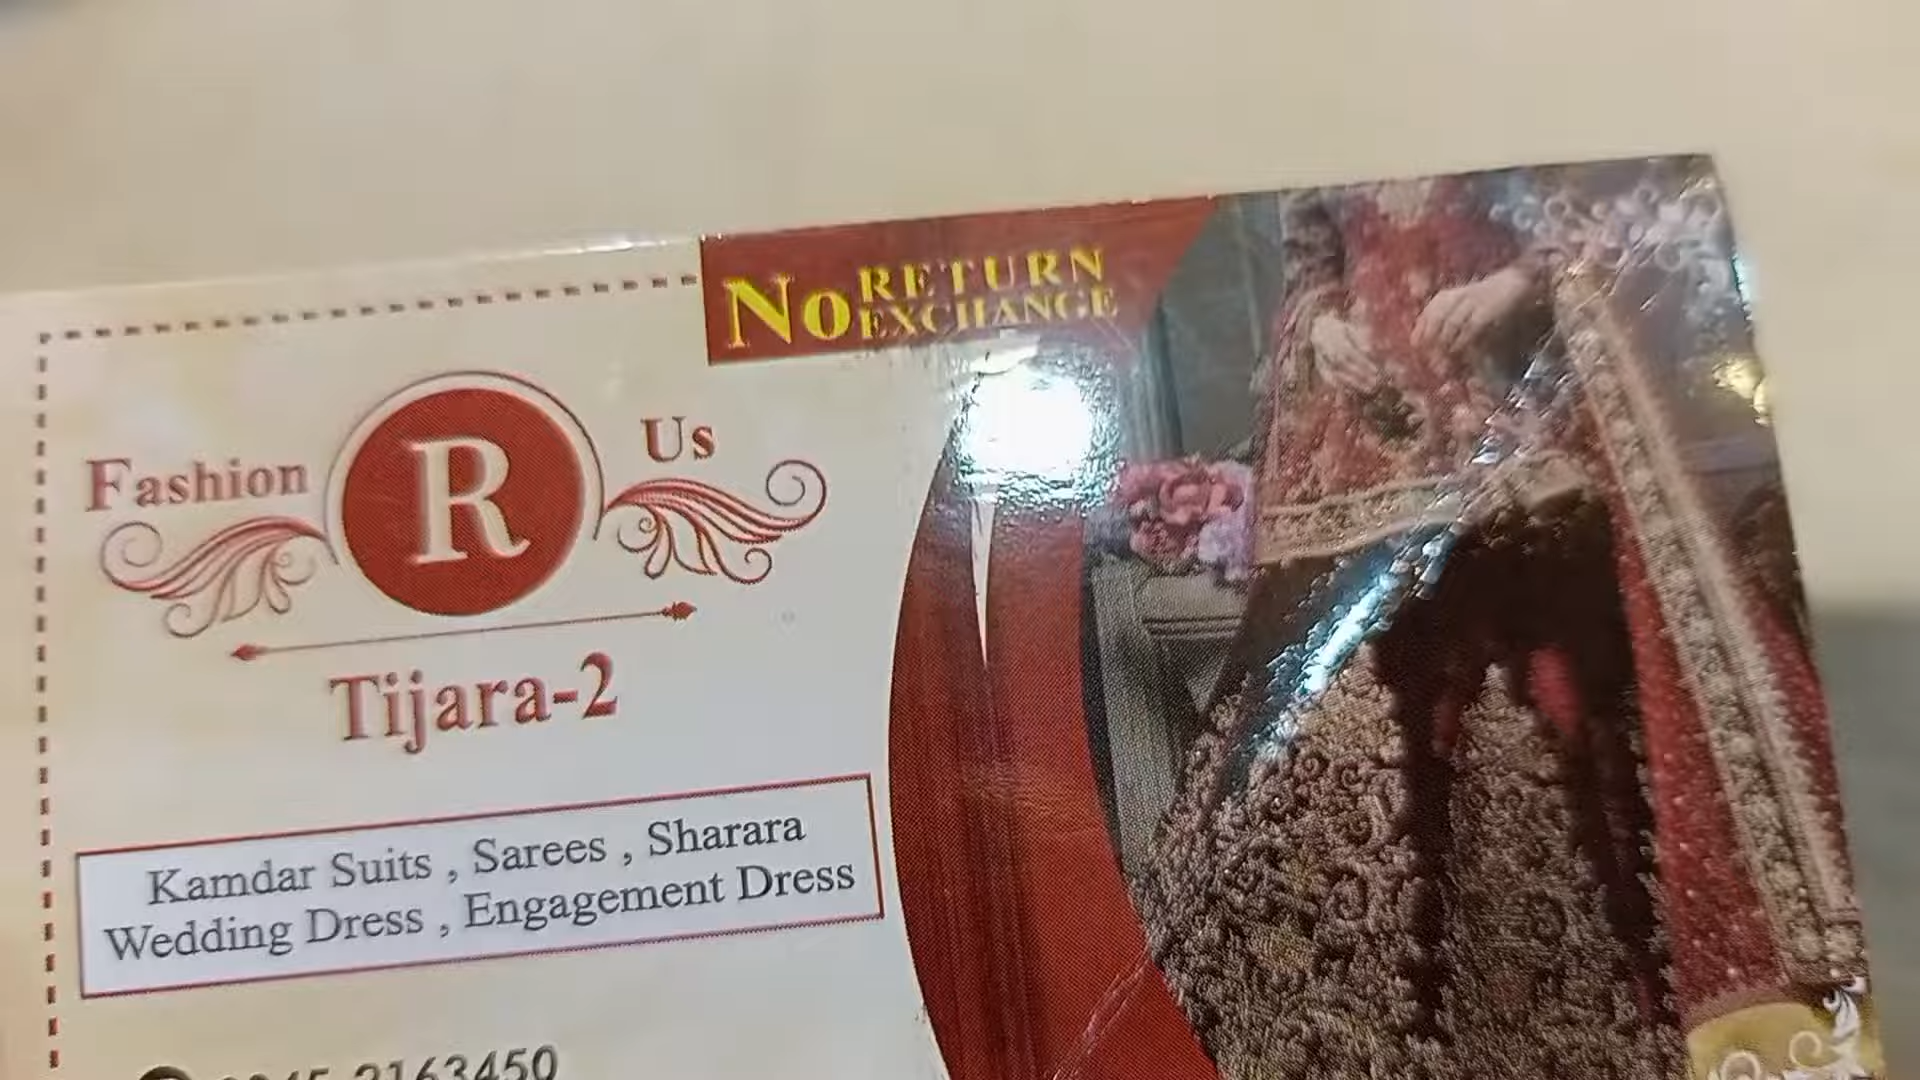 No RETURN
EXCHANGE
Fashion R Us
Tijara-2
Kamdar Suits , Sarees , Sharara
Wedding Dress , Engagement Dress